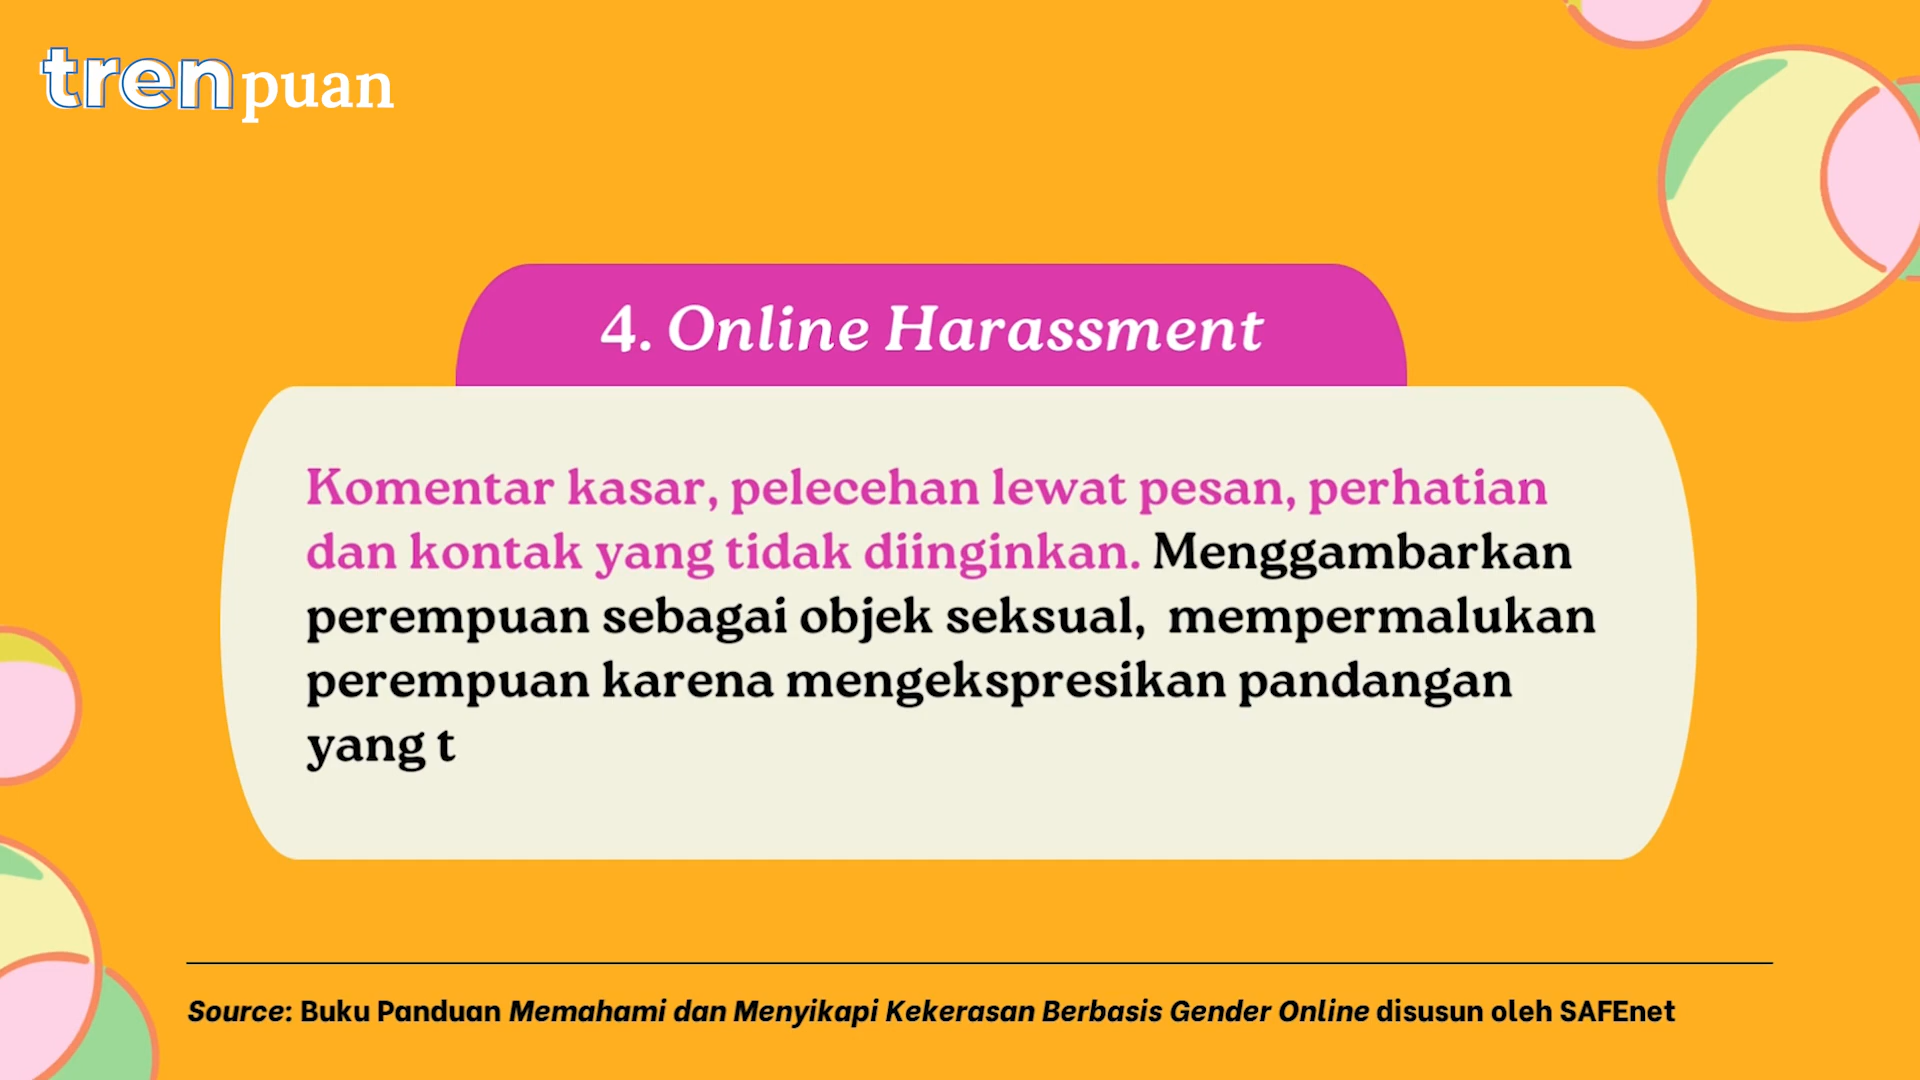 trenpuan
4. Online Harassment
Komentar kasar, pelecehan lewat pesan, perhatian
dan kontak yang tidak diinginkan. Menggambarkan
perempuan sebagai objek seksual, mempermalukan
perempuan karena mengekspresikan pandangan
yang t
Source: Buku Panduan Memahami dan Menyikapi Kekerasan Berbasis Gender Online disusun oleh SAFEnet